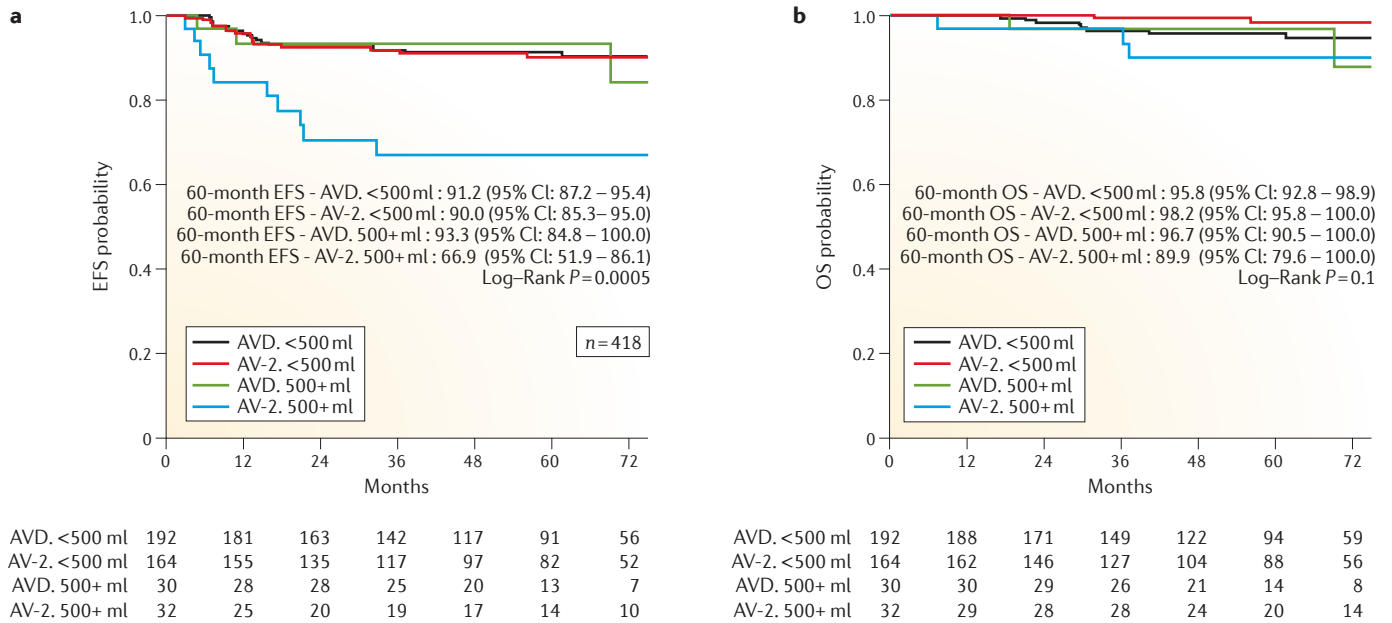 a
EFS probability
1.0
0.8
0.6
0.4
0.2
0
60-month EFS - AVD. <500 ml : 91.2 (95% Cl: 87.2 – 95.4)
60-month EFS - AV-2. <500 ml : 90.0 (95% Cl: 85.3– 95.0)
60-month EFS - AVD. 500+ ml : 93.3 (95% Cl: 84.8 – 100.0)
60-month EFS - AV-2. 500+ ml : 66.9 (95% Cl: 51.9 – 86.1)
Log–Rank P = 0.0005
AVD. <500 ml
AV-2. <500 ml
AVD. 500+ ml
AV-2. 500+ ml
n = 418
0 12 24 36 48 60 72
Months
AVD. <500 ml 192 181 163 142 117 91 56
AV-2. <500 ml 164 155 135 117 97 82 52
AVD. 500+ ml 30 28 28 25 20 13 7
AV-2. 500+ ml 32 25 20 19 17 14 10
b
OS probability
1.0
0.8
0.6
0.4
0.2
0
60-month OS - AVD. <500 ml : 95.8 (95% Cl: 92.8 – 98.9)
60-month OS - AV-2. <500 ml : 98.2 (95% Cl: 95.8 – 100.0)
60-month OS - AVD. 500+ ml : 96.7 (95% Cl: 90.5 – 100.0)
60-month OS - AV-2. 500+ ml : 89.9 (95% Cl: 79.6 – 100.0)
Log–Rank P = 0.1
AVD. <500 ml
AV-2. <500 ml
AVD. 500+ ml
AV-2. 500+ ml
0 12 24 36 48 60 72
Months
AVD. <500 ml 192 188 171 149 122 94 59
AV-2. <500 ml 164 162 146 127 104 88 56
AVD. 500+ ml 30 30 29 26 21 14 8
AV-2. 500+ ml 32 29 28 28 24 20 14